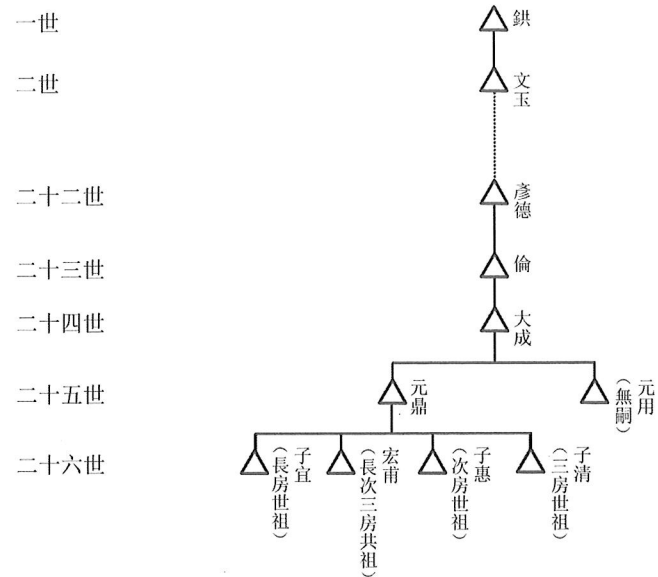 一世
鉷
二世
文玉
二十二世
彥德
二十三世
倫
二十四世
大成
二十五世
元鼎
元用
（無嗣）
二十六世
子宜
（長房世祖）
宏甫
（長次三房共祖）
子惠
（次房世祖）
子清
（三房世祖）